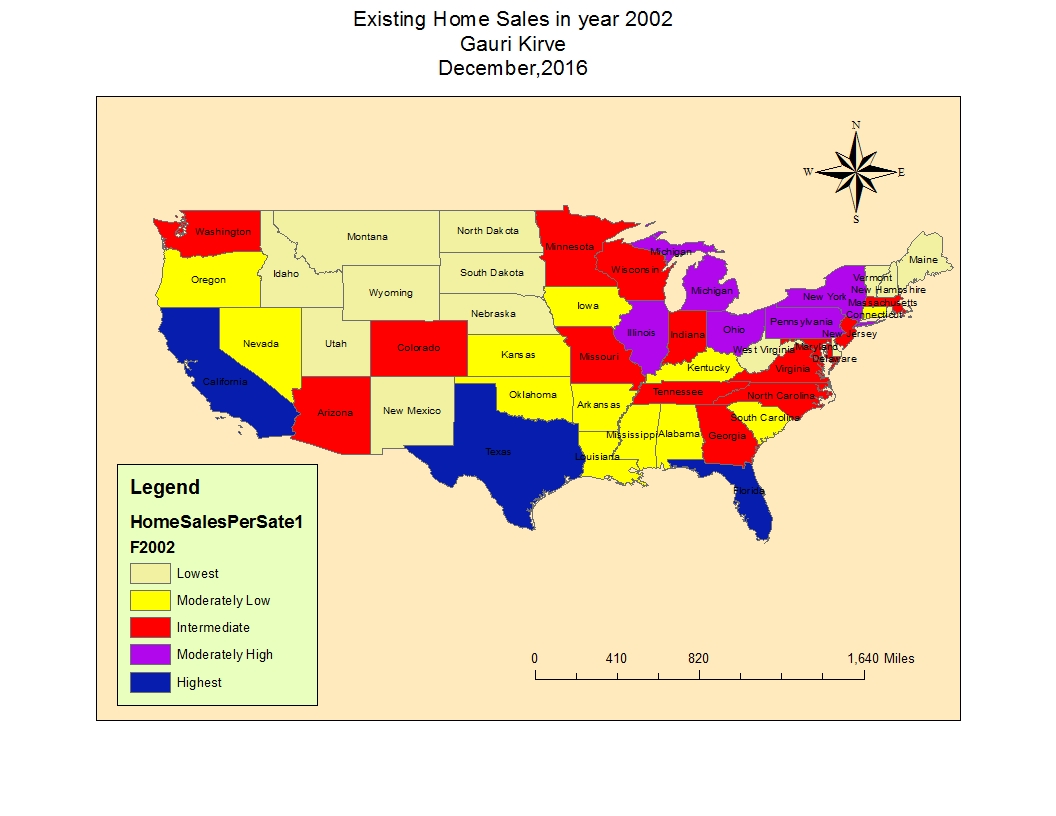 Existing Home Sales in year 2002
Gauri Kirve
December,2016
N
W
E
S
Washington
Montana
North Dakota
Minnesota
Michigan
Maine
Oregon
Idaho
South Dakota
Wisconsin
Vermont
New Hampshire
Wyoming
Michigan
New York
Massachusetts
Nebraska
Iowa
Connecticut
Nevada
Utah
Illinois
Indiana
Ohio
Pennsylvania
New Jersey
Colorado
Kansas
Missouri
West Virginia
Maryland
Delaware
California
Kentucky
Virginia
Arizona
New Mexico
Oklahoma
Arkansas
Tennessee
North Carolina
South Carolina
Texas
Louisiana
Mississippi
Alabama
Georgia
Florida
Legend
HomeSalesPerSate1
F2002
Lowest
Moderately Low
Intermediate
Moderately High
Highest
0 410 820 1,640 Miles